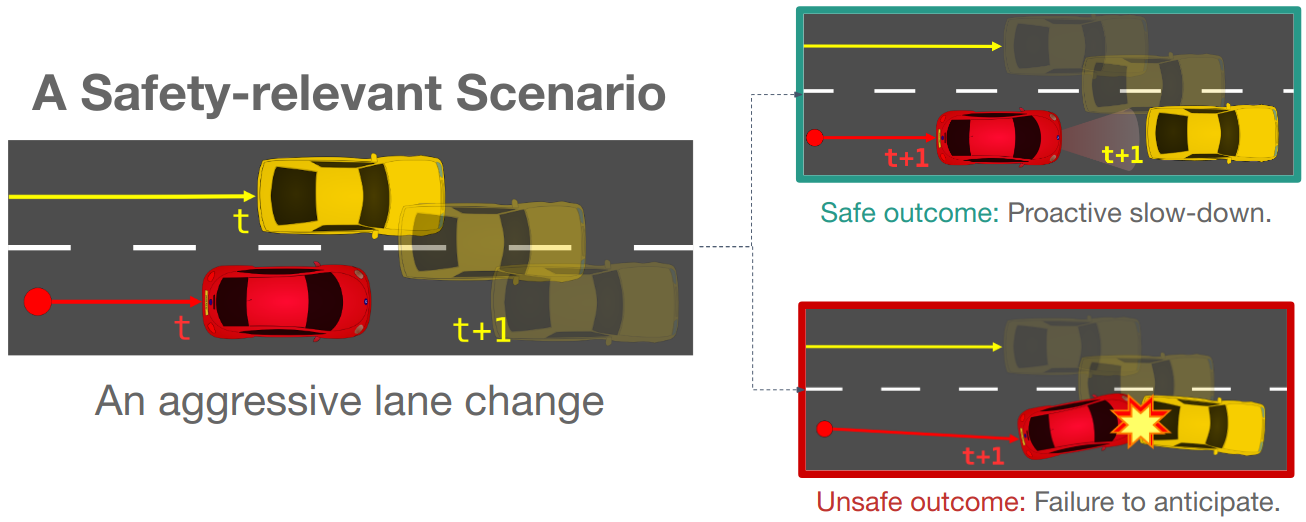 A Safety-relevant Scenario
t
t
t+1
An aggressive lane change
t+1
t+1
Safe outcome: Proactive slow-down.
t+1
Unsafe outcome: Failure to anticipate.